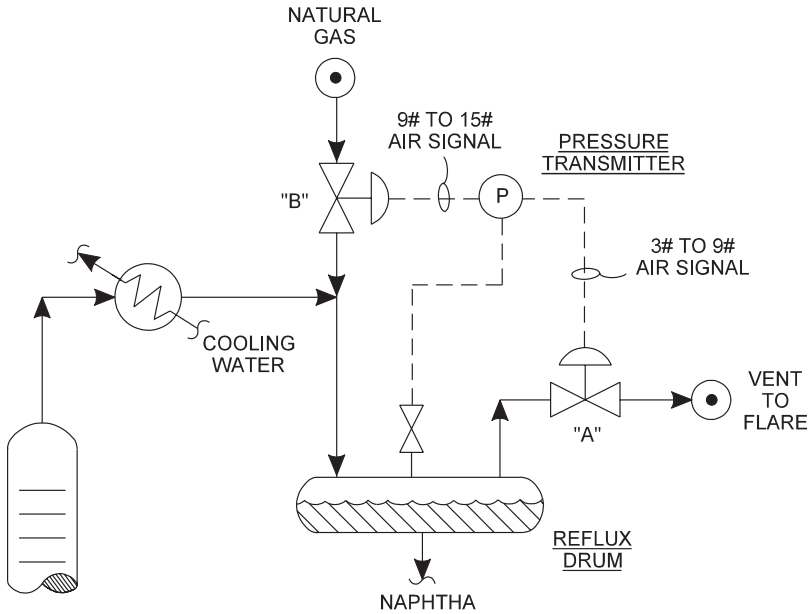 NATURAL
GAS
9# TO 15#
AIR SIGNAL
PRESSURE
TRANSMITTER
"B"
P
3# TO 9#
AIR SIGNAL
COOLING
WATER
VENT
TO
FLARE
"A"
REFLUX
DRUM
NAPHTHA